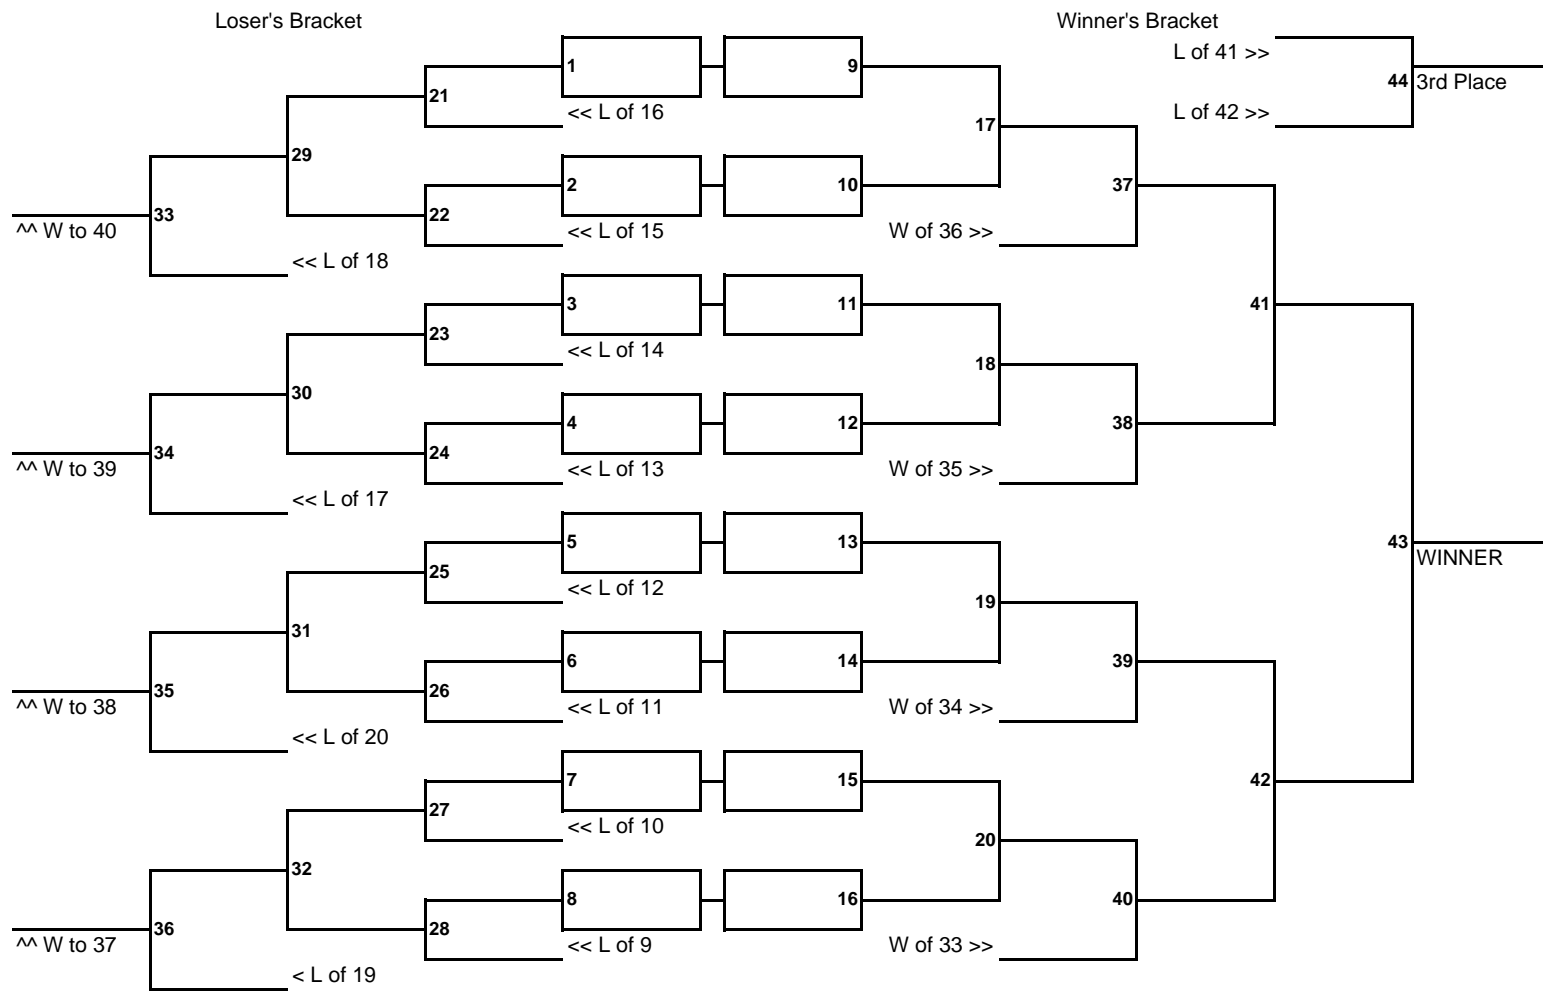 Loser's Bracket
Winner's Bracket
L of 41 >>
1
9
44
3rd Place
21
<< L of 16
L of 42 >>
17
29
2
10
37
33
22
^^ W to 40
<< L of 15
W of 36 >>
<< L of 18
3
11
41
23
<< L of 14
18
30
4
12
38
34
24
^^ W to 39
<< L of 13
W of 35 >>
<< L of 17
5
13
43
WINNER
25
<< L of 12
19
31
6
14
39
35
26
^^ W to 38
<< L of 11
W of 34 >>
<< L of 20
7
15
42
27
<< L of 10
20
32
8
16
40
36
28
^^ W to 37
<< L of 9
W of 33 >>
< L of 19